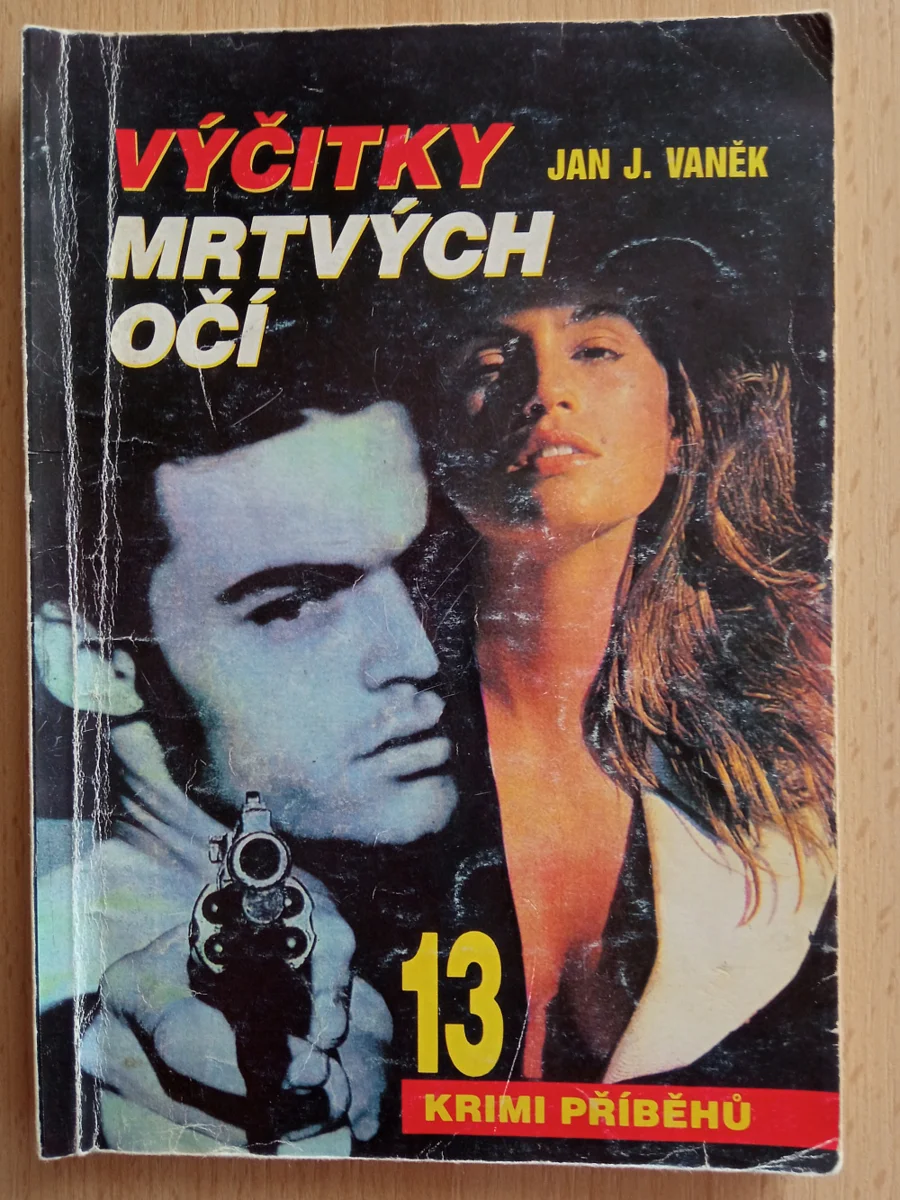 VÝČITKY
JAN J. VANĚK
MRTVÝCH
OČÍ
13
KRIMI PŘÍBĚHŮ